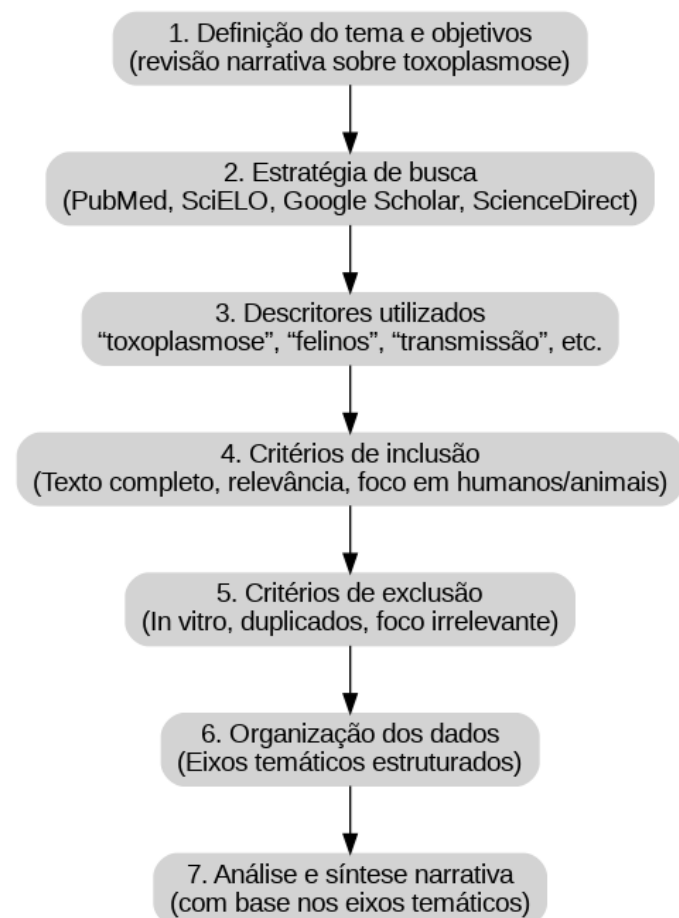 1. Definição do tema e objetivos
(revisão narrativa sobre toxoplasmose)
2. Estratégia de busca
(PubMed, SciELO, Google Scholar, ScienceDirect)
3. Descritores utilizados
“toxoplasmose”, “felinos”, “transmissão”, etc.
4. Critérios de inclusão
(Texto completo, relevância, foco em humanos/animais)
5. Critérios de exclusão
(In vitro, duplicados, foco irrelevante)
6. Organização dos dados
(Eixos temáticos estruturados)
7. Análise e síntese narrativa
(com base nos eixos temáticos)